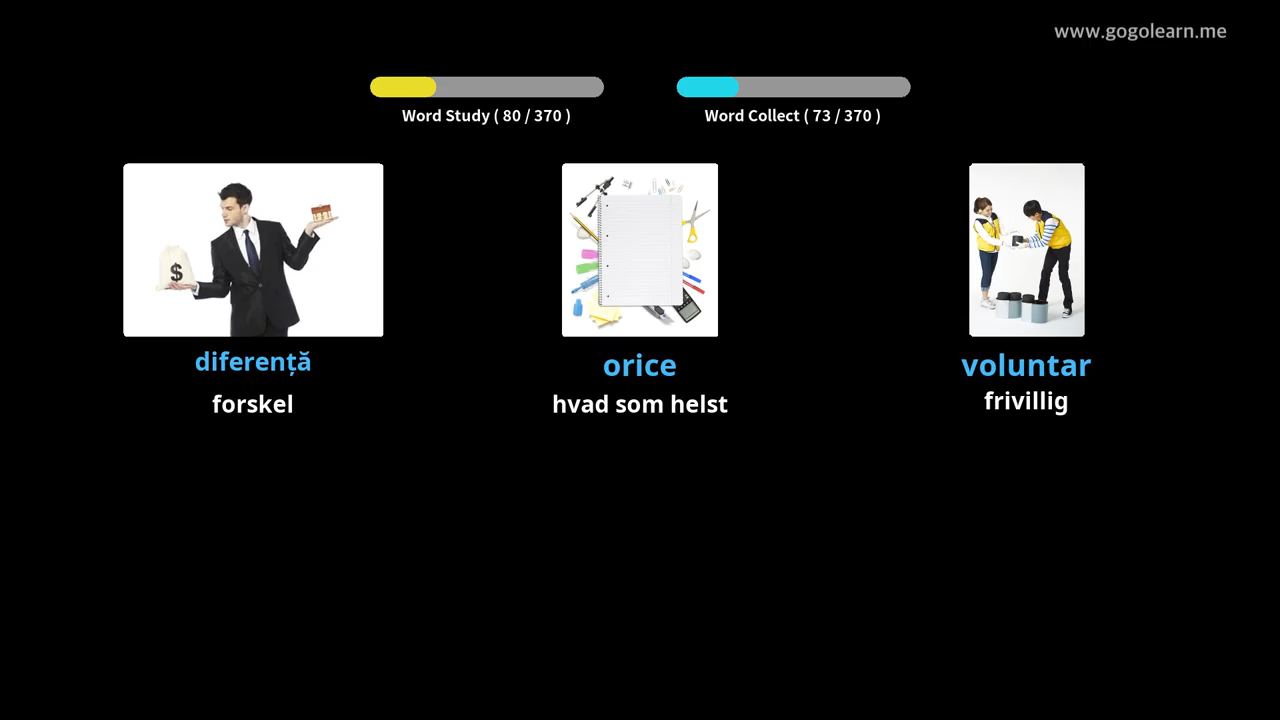 www.gogolearn.me
Word Study ( 80 / 370 )
Word Collect ( 73 / 370 )
$
diferență
orice
voluntar
forskel
hvad som helst
frivillig